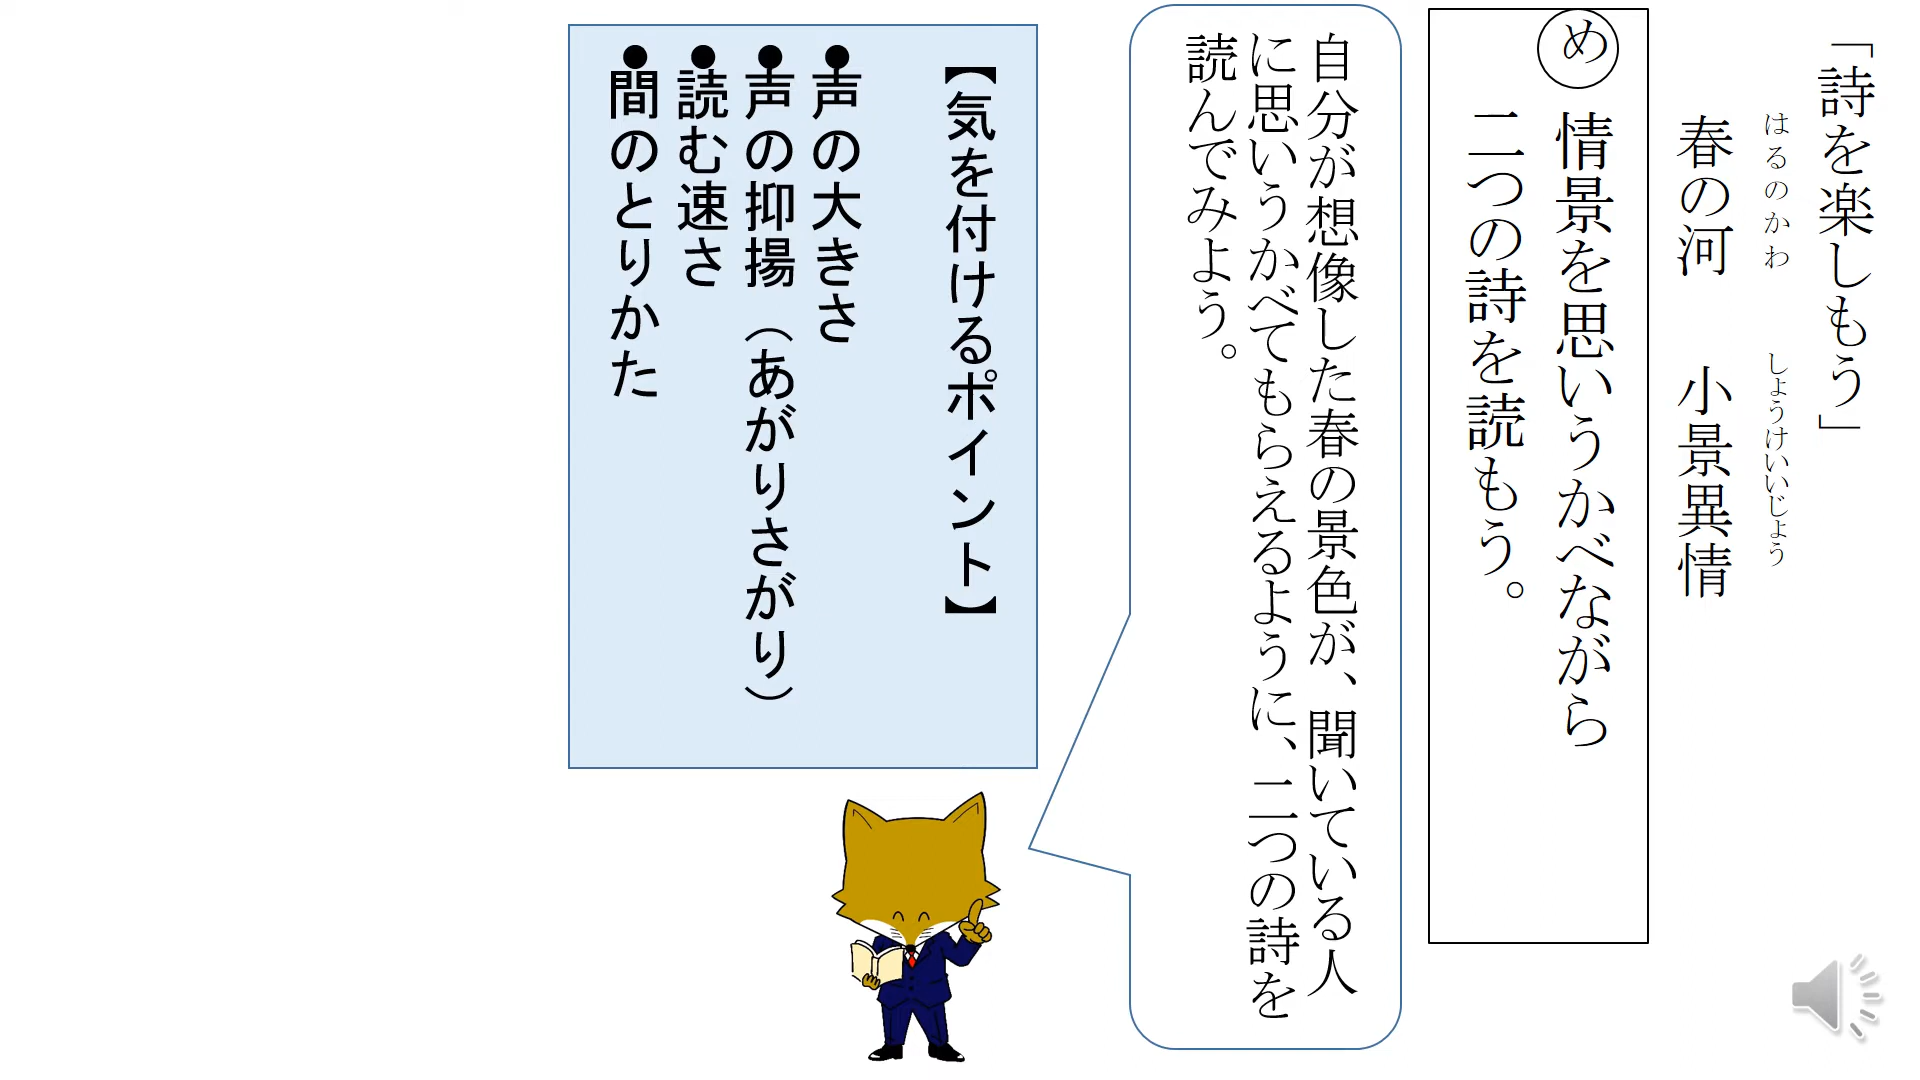 「詩を楽しもう」
はるのかわ しょうけいいじょう
春の河 小景異情
め
情景を思いうかべながら
二つの詩を読もう。
自分が想像した春の景色が、聞いている人
に思いうかべてもらえるように、二つの詩を
読んでみよう。
【気を付けるポイント】
●声の大きさ
●声の抑揚（あがりさがり）
●読む速さ
●間のとりかた